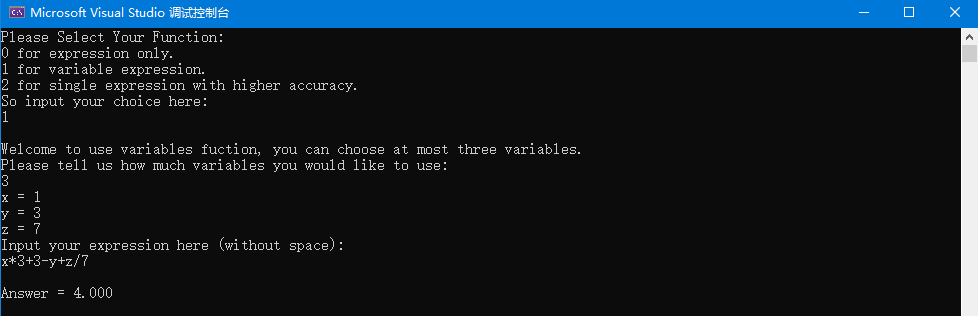 Microsoft Visual Studio 调试控制台
Please Select Your Function:
0 for expression only.
1 for variable expression.
2 for single expression with higher accuracy.
So input your choice here:
1
Welcome to use variables fuction, you can choose at most three variables.
Please tell us how much variables you would like to use:
3
x = 1
y = 3
z = 7
Input your expression here (without space):
x*3+3-y+z/7
Answer = 4.000